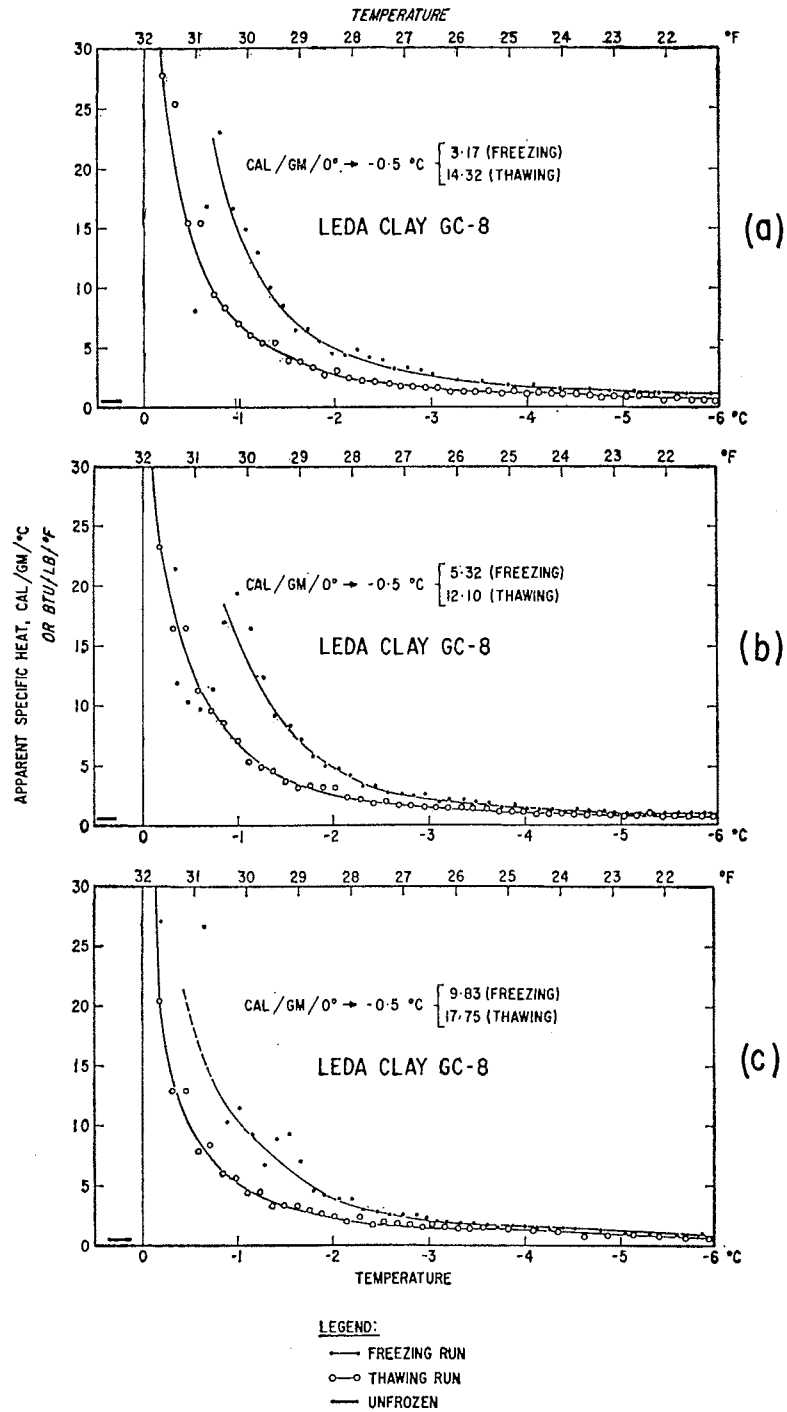 TEMPERATURE
32 31 30 29 28 27 26 25 24 23 22 °F
30
25
20
15
10
5
0
CAL/GM/0° → -0.5 °C
3.17 (FREEZING)
14.32 (THAWING)
LEDA CLAY GC-8
(a)
0 -1 -2 -3 -4 -5 -6 °C
32 31 30 29 28 27 26 25 24 23 22 °F
30
25
20
15
10
5
0
CAL/GM/0° → -0.5 °C
5.32 (FREEZING)
12.10 (THAWING)
LEDA CLAY GC-8
(b)
0 -1 -2 -3 -4 -5 -6 °C
APPARENT SPECIFIC HEAT, CAL/GM/°C
OR BTU/LB/°F
32 31 30 29 28 27 26 25 24 23 22 °F
30
25
20
15
10
5
0
CAL/GM/0° → -0.5 °C
9.83 (FREEZING)
17.75 (THAWING)
LEDA CLAY GC-8
(c)
0 -1 -2 -3 -4 -5 -6 °C
TEMPERATURE
LEGEND:
FREEZING RUN
THAWING RUN
UNFROZEN